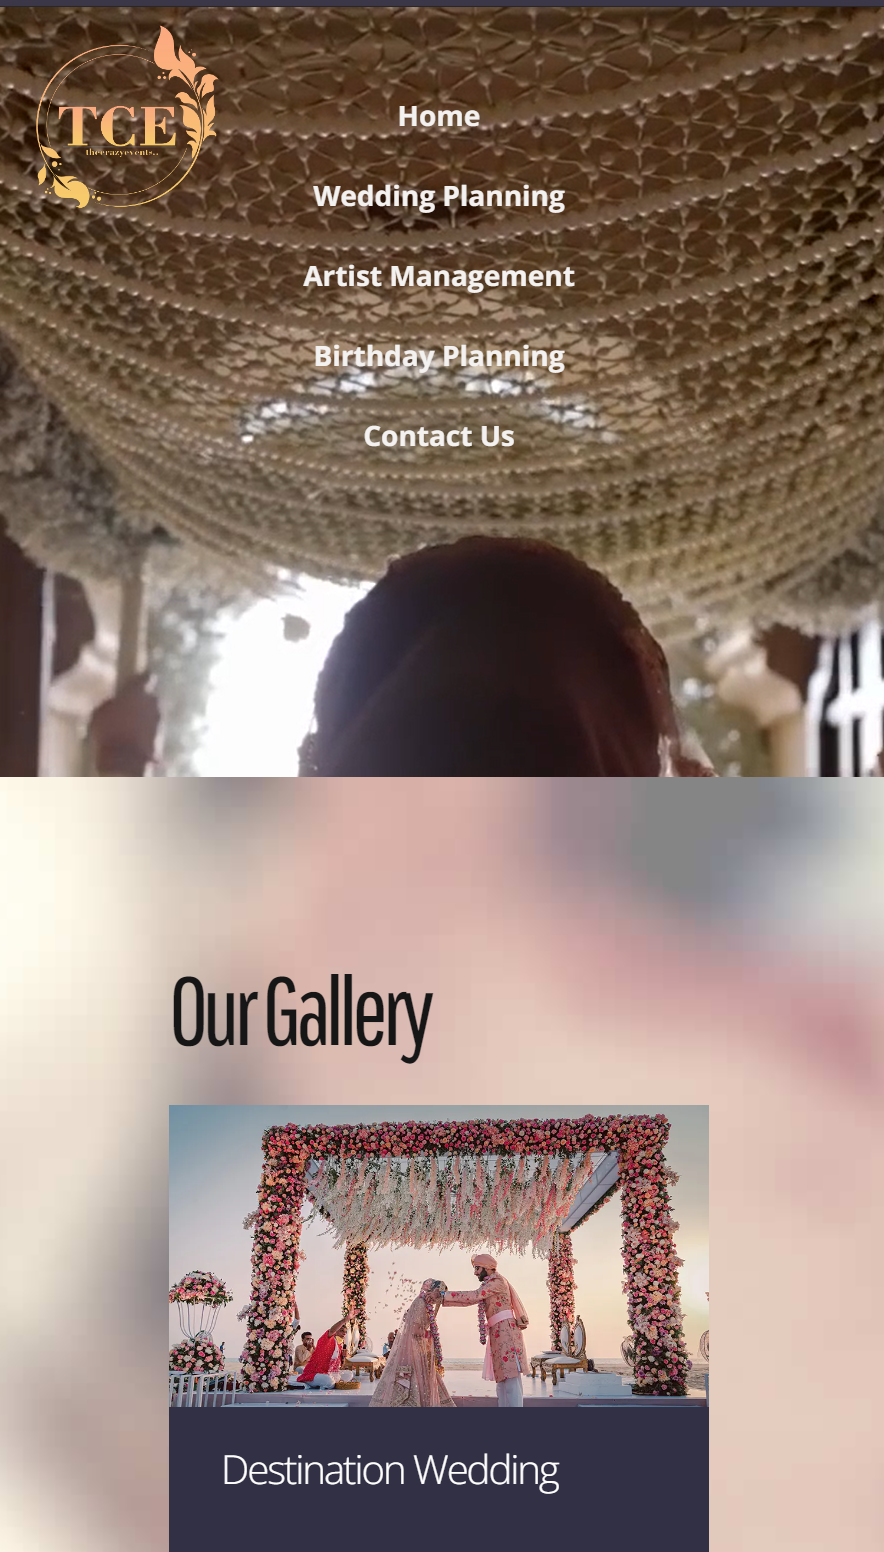 TCE
thecrazyevents..
Home
Wedding Planning
Artist Management
Birthday Planning
Contact Us
Our Gallery
Destination Wedding